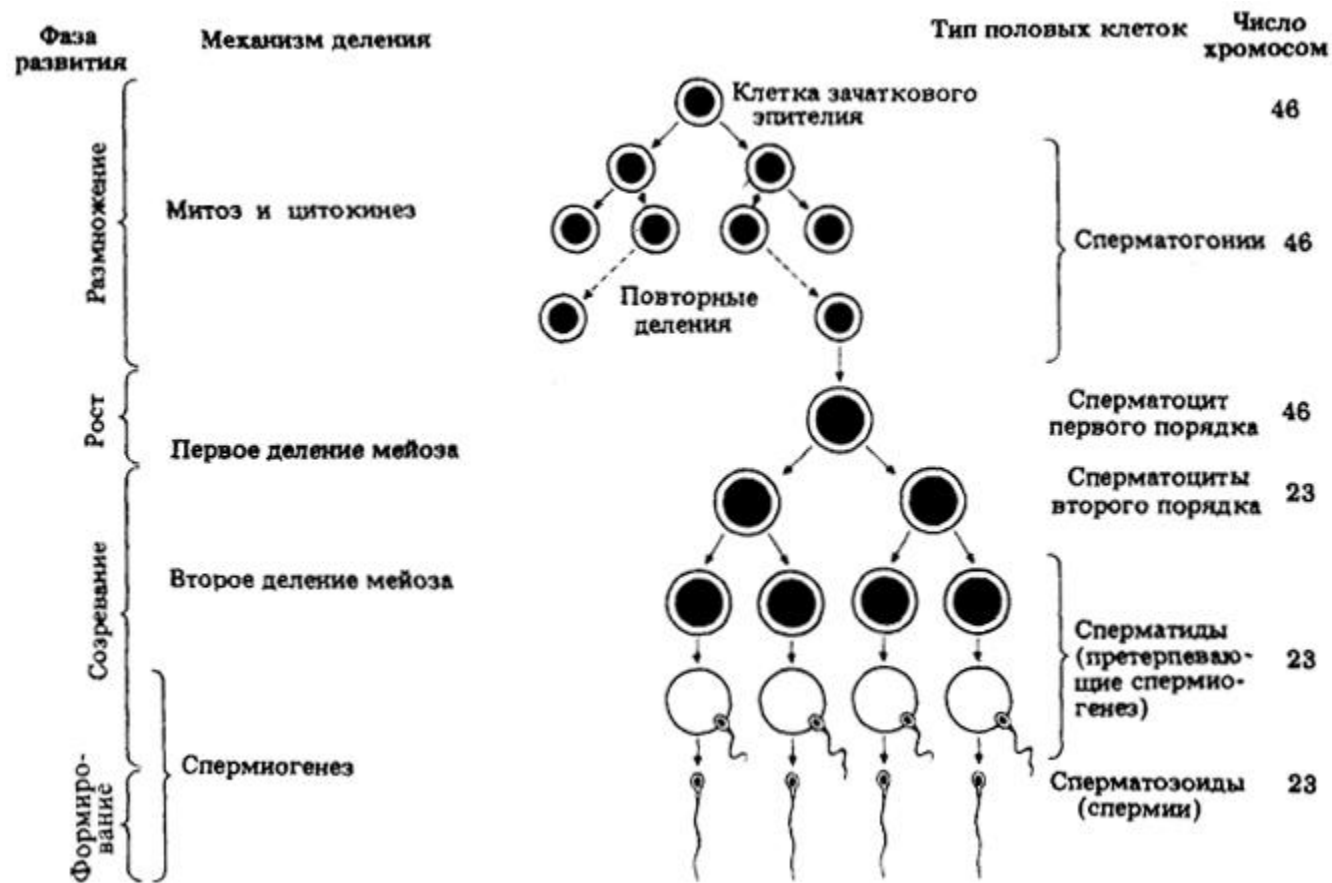 Фаза развития
Механизм деления
Тип половых клеток
Число хромосом
Клетка зачаткового
эпителия
46
Размножение
Митоз и цитокинез
Сперматогонии 46
Повторные
деления
Рост
Сперматоцит
первого порядка
46
Первое деление мейоза
Сперматоциты
второго порядка
23
Созревание
Второе деление мейоза
Сперматиды
(претерпеваю-
щие спермио-
генез)
23
Формиро-
вание
Спермиогенез
Сперматозоиды
(спермии)
23